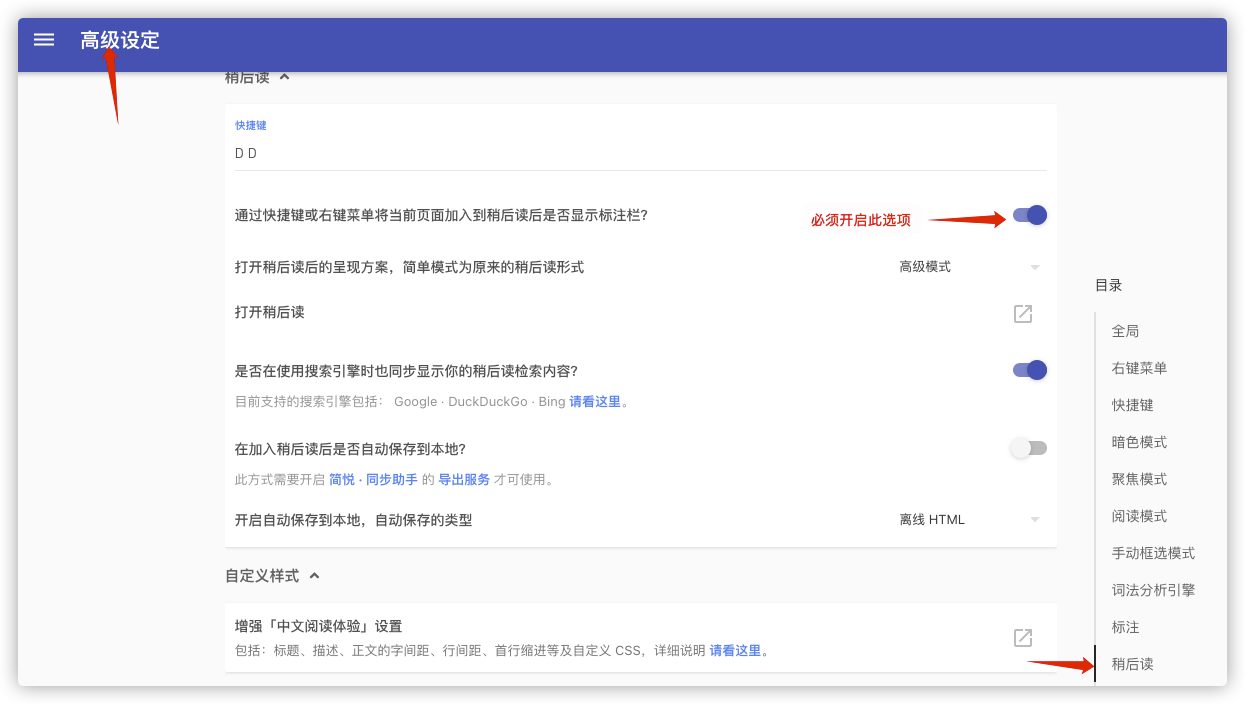 高级设定
稍后读
快捷键
D D
通过快捷键或右键菜单将当前页面加入到稍后读后是否显示标注栏?
必须开启此选项
打开稍后读后的呈现方案，简单模式为原来的稍后读形式
高级模式
打开稍后读
是否在使用搜索引擎时也同步显示你的稍后读检索内容?
目前支持的搜索引擎包括： Google · DuckDuckGo · Bing 请看这里。
在加入稍后读后是否自动保存到本地?
此方式需要开启 简悦 · 同步助手 的 导出服务 才可使用。
开启自动保存到本地，自动保存的类型
离线 HTML
自定义样式
增强「中文阅读体验」设置
包括：标题、描述、正文的字间距、行间距、首行缩进等及自定义 CSS，详细说明 请看这里。
目录
全局
右键菜单
快捷键
暗色模式
聚焦模式
阅读模式
手动框选模式
词法分析引擎
标注
稍后读